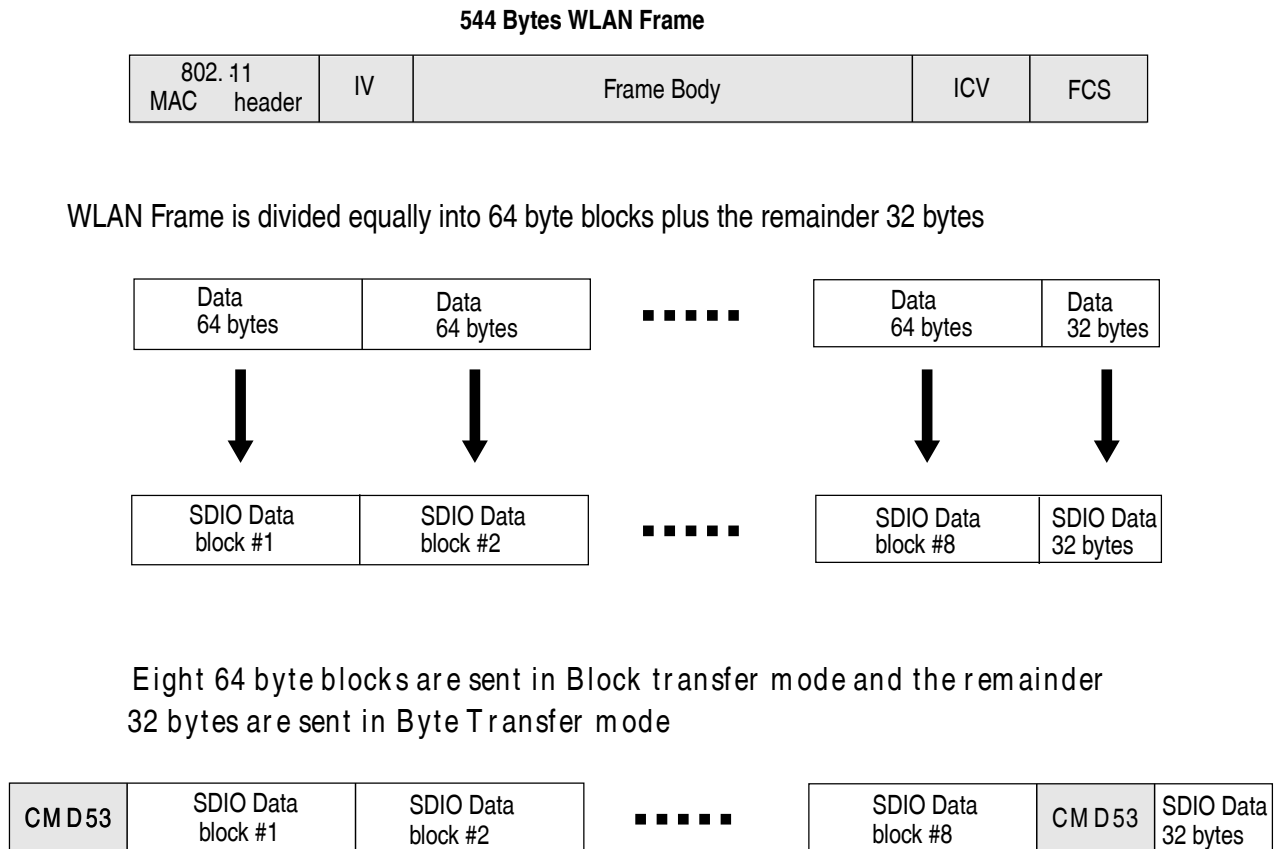 544 Bytes WLAN Frame
802.11
MAC header
IV
Frame Body
ICV
FCS
WLAN Frame is divided equally into 64 byte blocks plus the remainder 32 bytes
Data
64 bytes
Data
64 bytes
Data
64 bytes
Data
32 bytes
SDIO Data
block #1
SDIO Data
block #2
SDIO Data
block #8
SDIO Data
32 bytes
Eight 64 byte blocks are sent in Block transfer mode and the remainder
32 bytes are sent in Byte Transfer mode
CMD53
SDIO Data
block #1
SDIO Data
block #2
SDIO Data
block #8
CMD53
SDIO Data
32 bytes